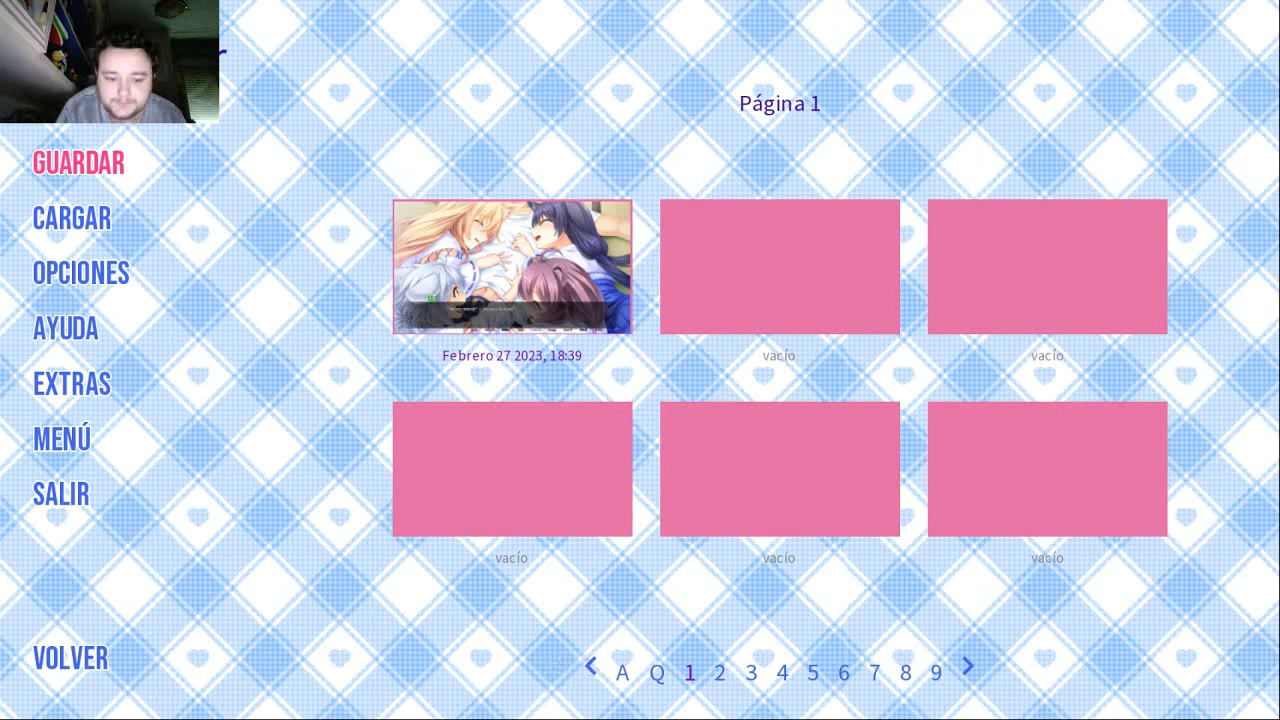 Página 1
GUARDAR
CARGAR
OPCIONES
AYUDA
EXTRAS
MENÚ
SALIR
Febrero 27 2023, 18:39
vacío
vacío
vacío
vacío
vacío
VOLVER
A Q 1 2 3 4 5 6 7 8 9